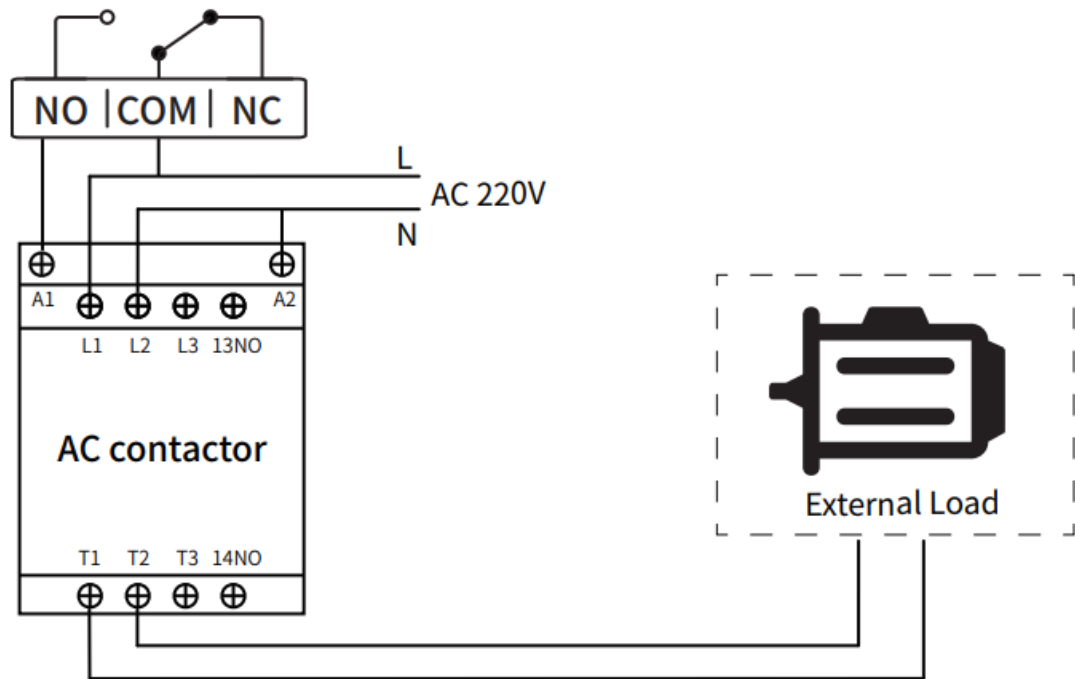 NO | COM | NC
L
AC 220V
N
A1
A2
L1 L2 L3 13NO
AC contactor
External Load
T1 T2 T3 14NO